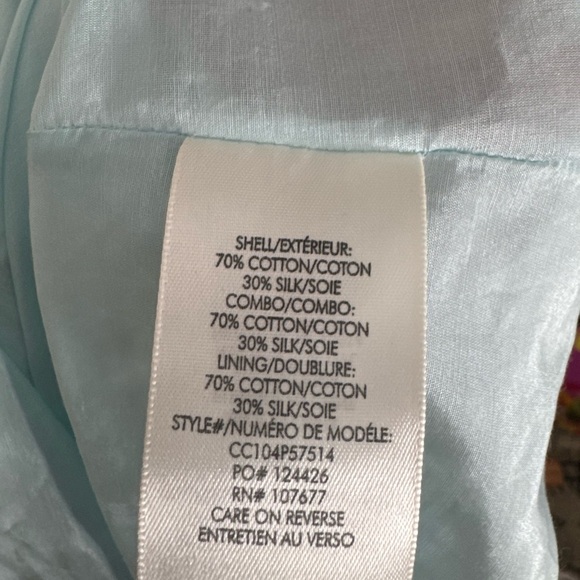 SHELL/EXTÉRIEUR:
70% COTTON/COTON
30% SILK/SOIE
COMBO/COMBO:
70% COTTON/COTON
30% SILK/SOIE
LINING/DOUBLURE:
70% COTTON/COTON
30% SILK/SOIE
STYLE#/NUMÉRO DE MODÉLE:
CC104P57514
PO# 124426
RN# 107677
CARE ON REVERSE
ENTRETIEN AU VERSO